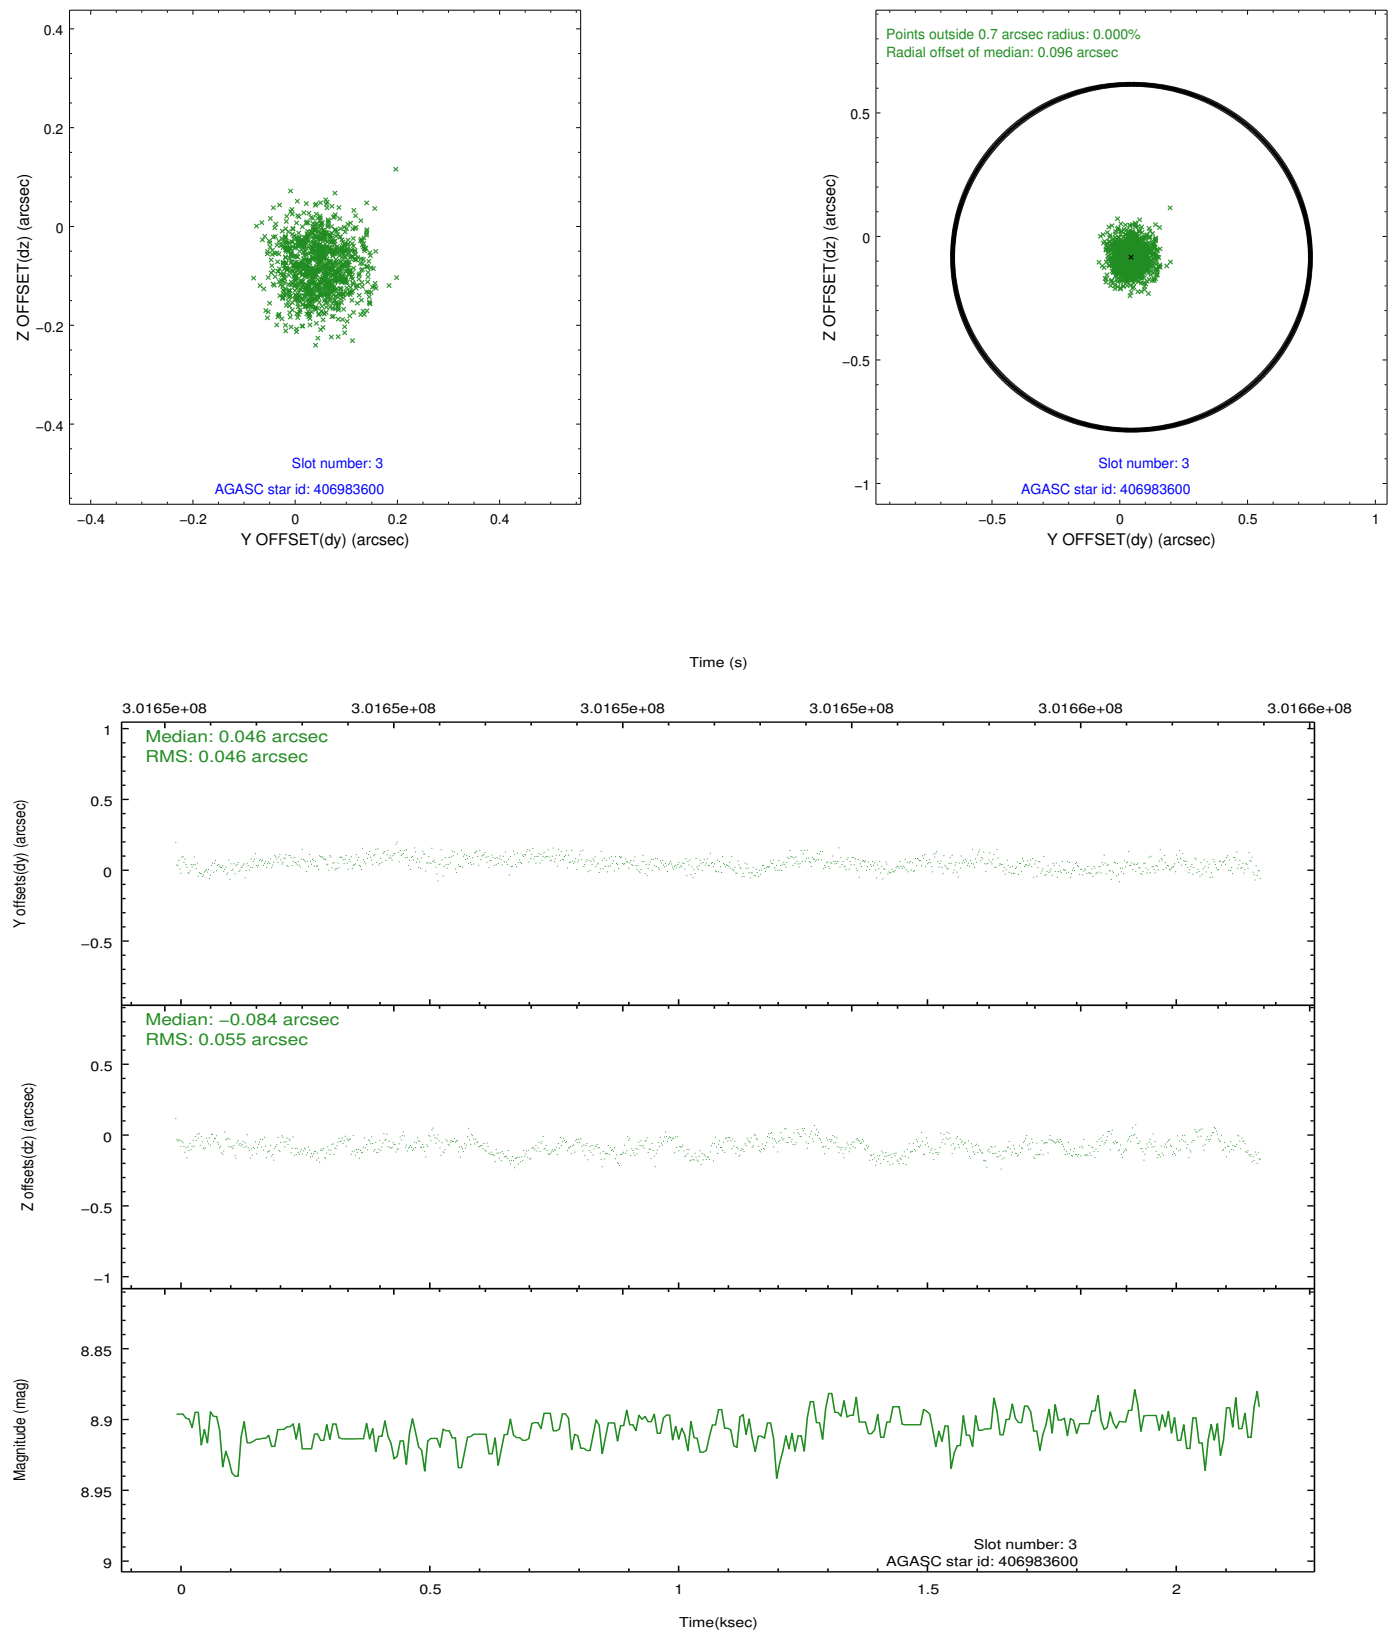 0.4
0.2
0
−0.2
−0.4
Z OFFSET(dz) (arcsec)
Slot number: 3
AGASC star id: 406983600
−0.4
−0.2
0
0.2
0.4
Y OFFSET(dy) (arcsec)
Points outside 0.7 arcsec radius: 0.000%
Radial offset of median: 0.096 arcsec
0.5
0
−0.5
−1
Z OFFSET(dz) (arcsec)
Slot number: 3
AGASC star id: 406983600
−0.5
0
0.5
1
Y OFFSET(dy) (arcsec)
Time (s)
3.0165e+08
3.0165e+08
3.0165e+08
3.0165e+08
3.0166e+08
3.0166e+08
Median: 0.046 arcsec
RMS: 0.046 arcsec
1
0.5
0
−0.5
Y offsets(dy) (arcsec)
Median: −0.084 arcsec
RMS: 0.055 arcsec
0.5
0
−0.5
−1
Z offsets(dz) (arcsec)
8.85
8.9
8.95
9
Magnitude (mag)
Slot number: 3
AGASC star id: 406983600
0
0.5
1
1.5
2
Time(ksec)